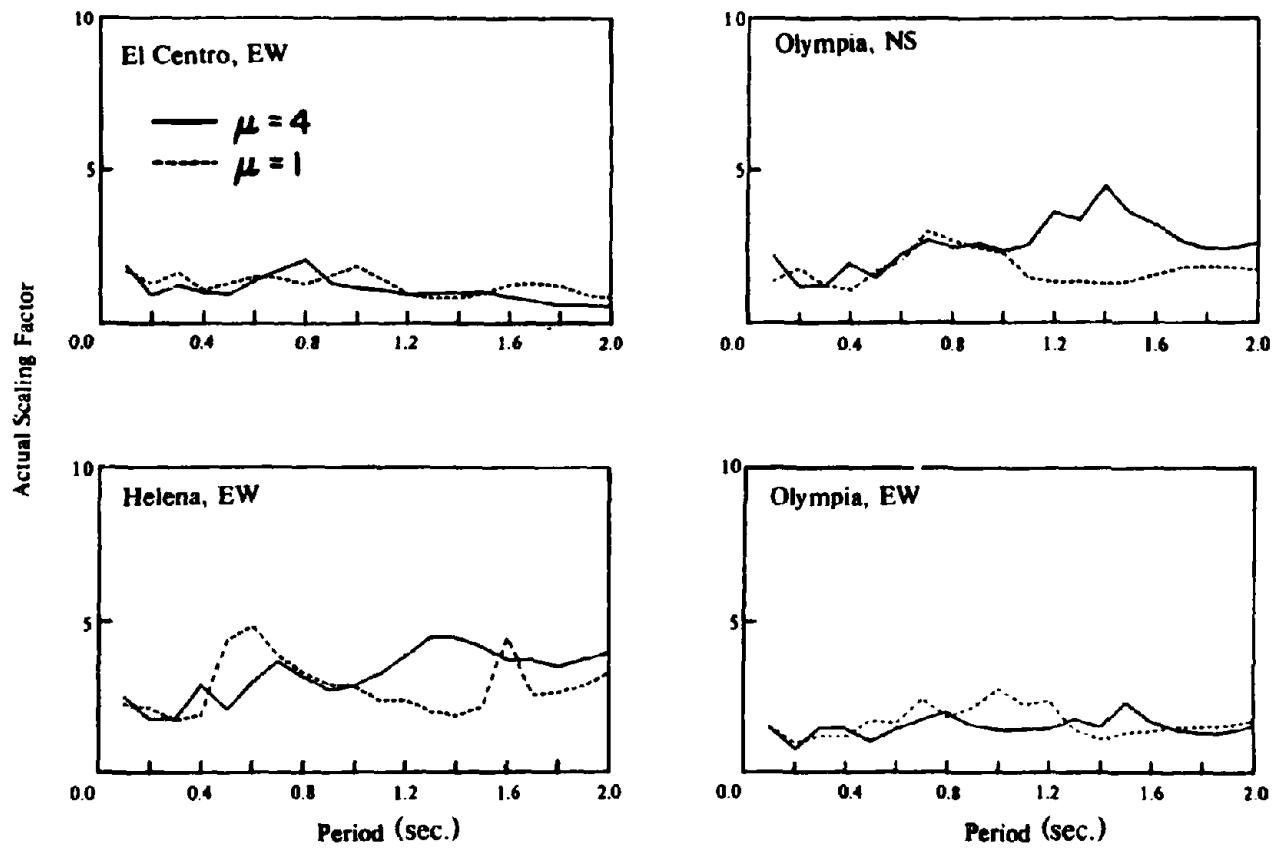 Actual Scaling Factor
10
El Centro, EW
μ = 4
μ = 1
5
0.0 0.4 0.8 1.2 1.6 2.0
10
Olympia, NS
5
0.0 0.4 0.8 1.2 1.6 2.0
10
Helena, EW
5
0.0 0.4 0.8 1.2 1.6 2.0
Period (sec.)
10
Olympia, EW
5
0.0 0.4 0.8 1.2 1.6 2.0
Period (sec.)